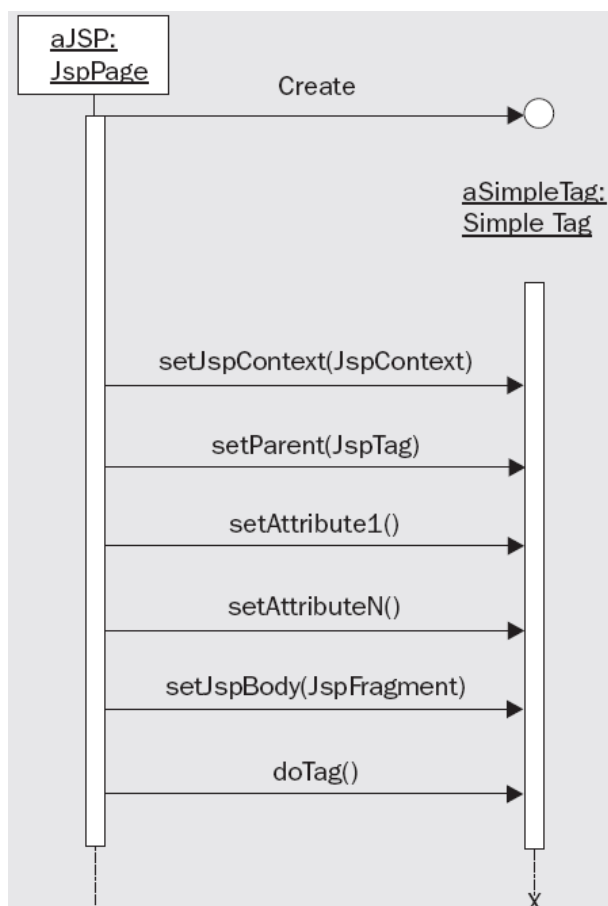 aJSP:
JspPage
Create
aSimpleTag:
Simple Tag
setJspContext(JspContext)
setParent(JspTag)
setAttribute1()
setAttributeN()
setJspBody(JspFragment)
doTag()
X